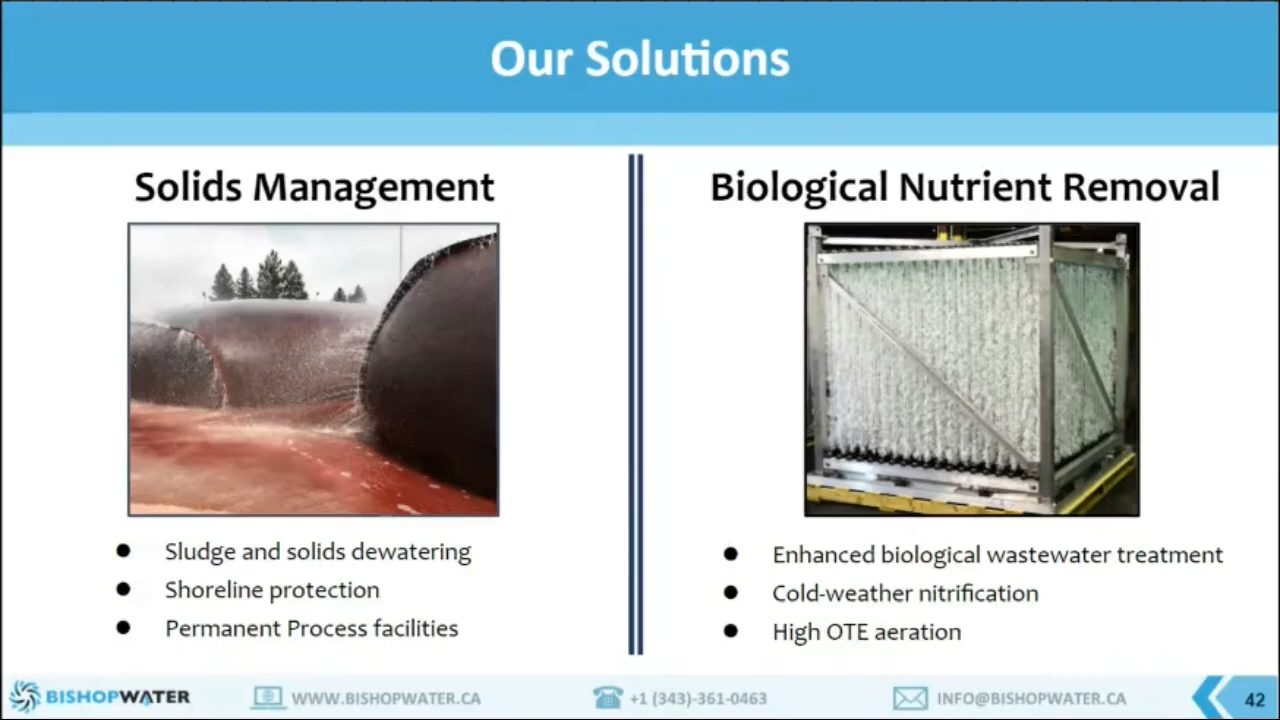 Our Solutions
Solids Management
Sludge and solids dewatering
Shoreline protection
Permanent Process facilities
Biological Nutrient Removal
Enhanced biological wastewater treatment
Cold-weather nitrification
High OTE aeration
BISHOPWATER
WWW.BISHOPWATER.CA
+1 (343)-361-0463
INFO@BISHOPWATER.CA
42